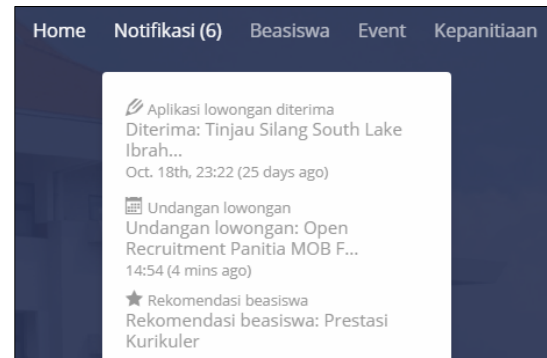 Home Notifikasi (6) Beasiswa Event Kepanitiaan
Aplikasi lowongan diterima
Diterima: Tinjau Silang South Lake
Ibrah...
Oct. 18th, 23:22 (25 days ago)
Undangan lowongan
Undangan lowongan: Open
Recruitment Panitia MOB F...
14:54 (4 mins ago)
Rekomendasi beasiswa
Rekomendasi beasiswa: Prestasi
Kurikuler